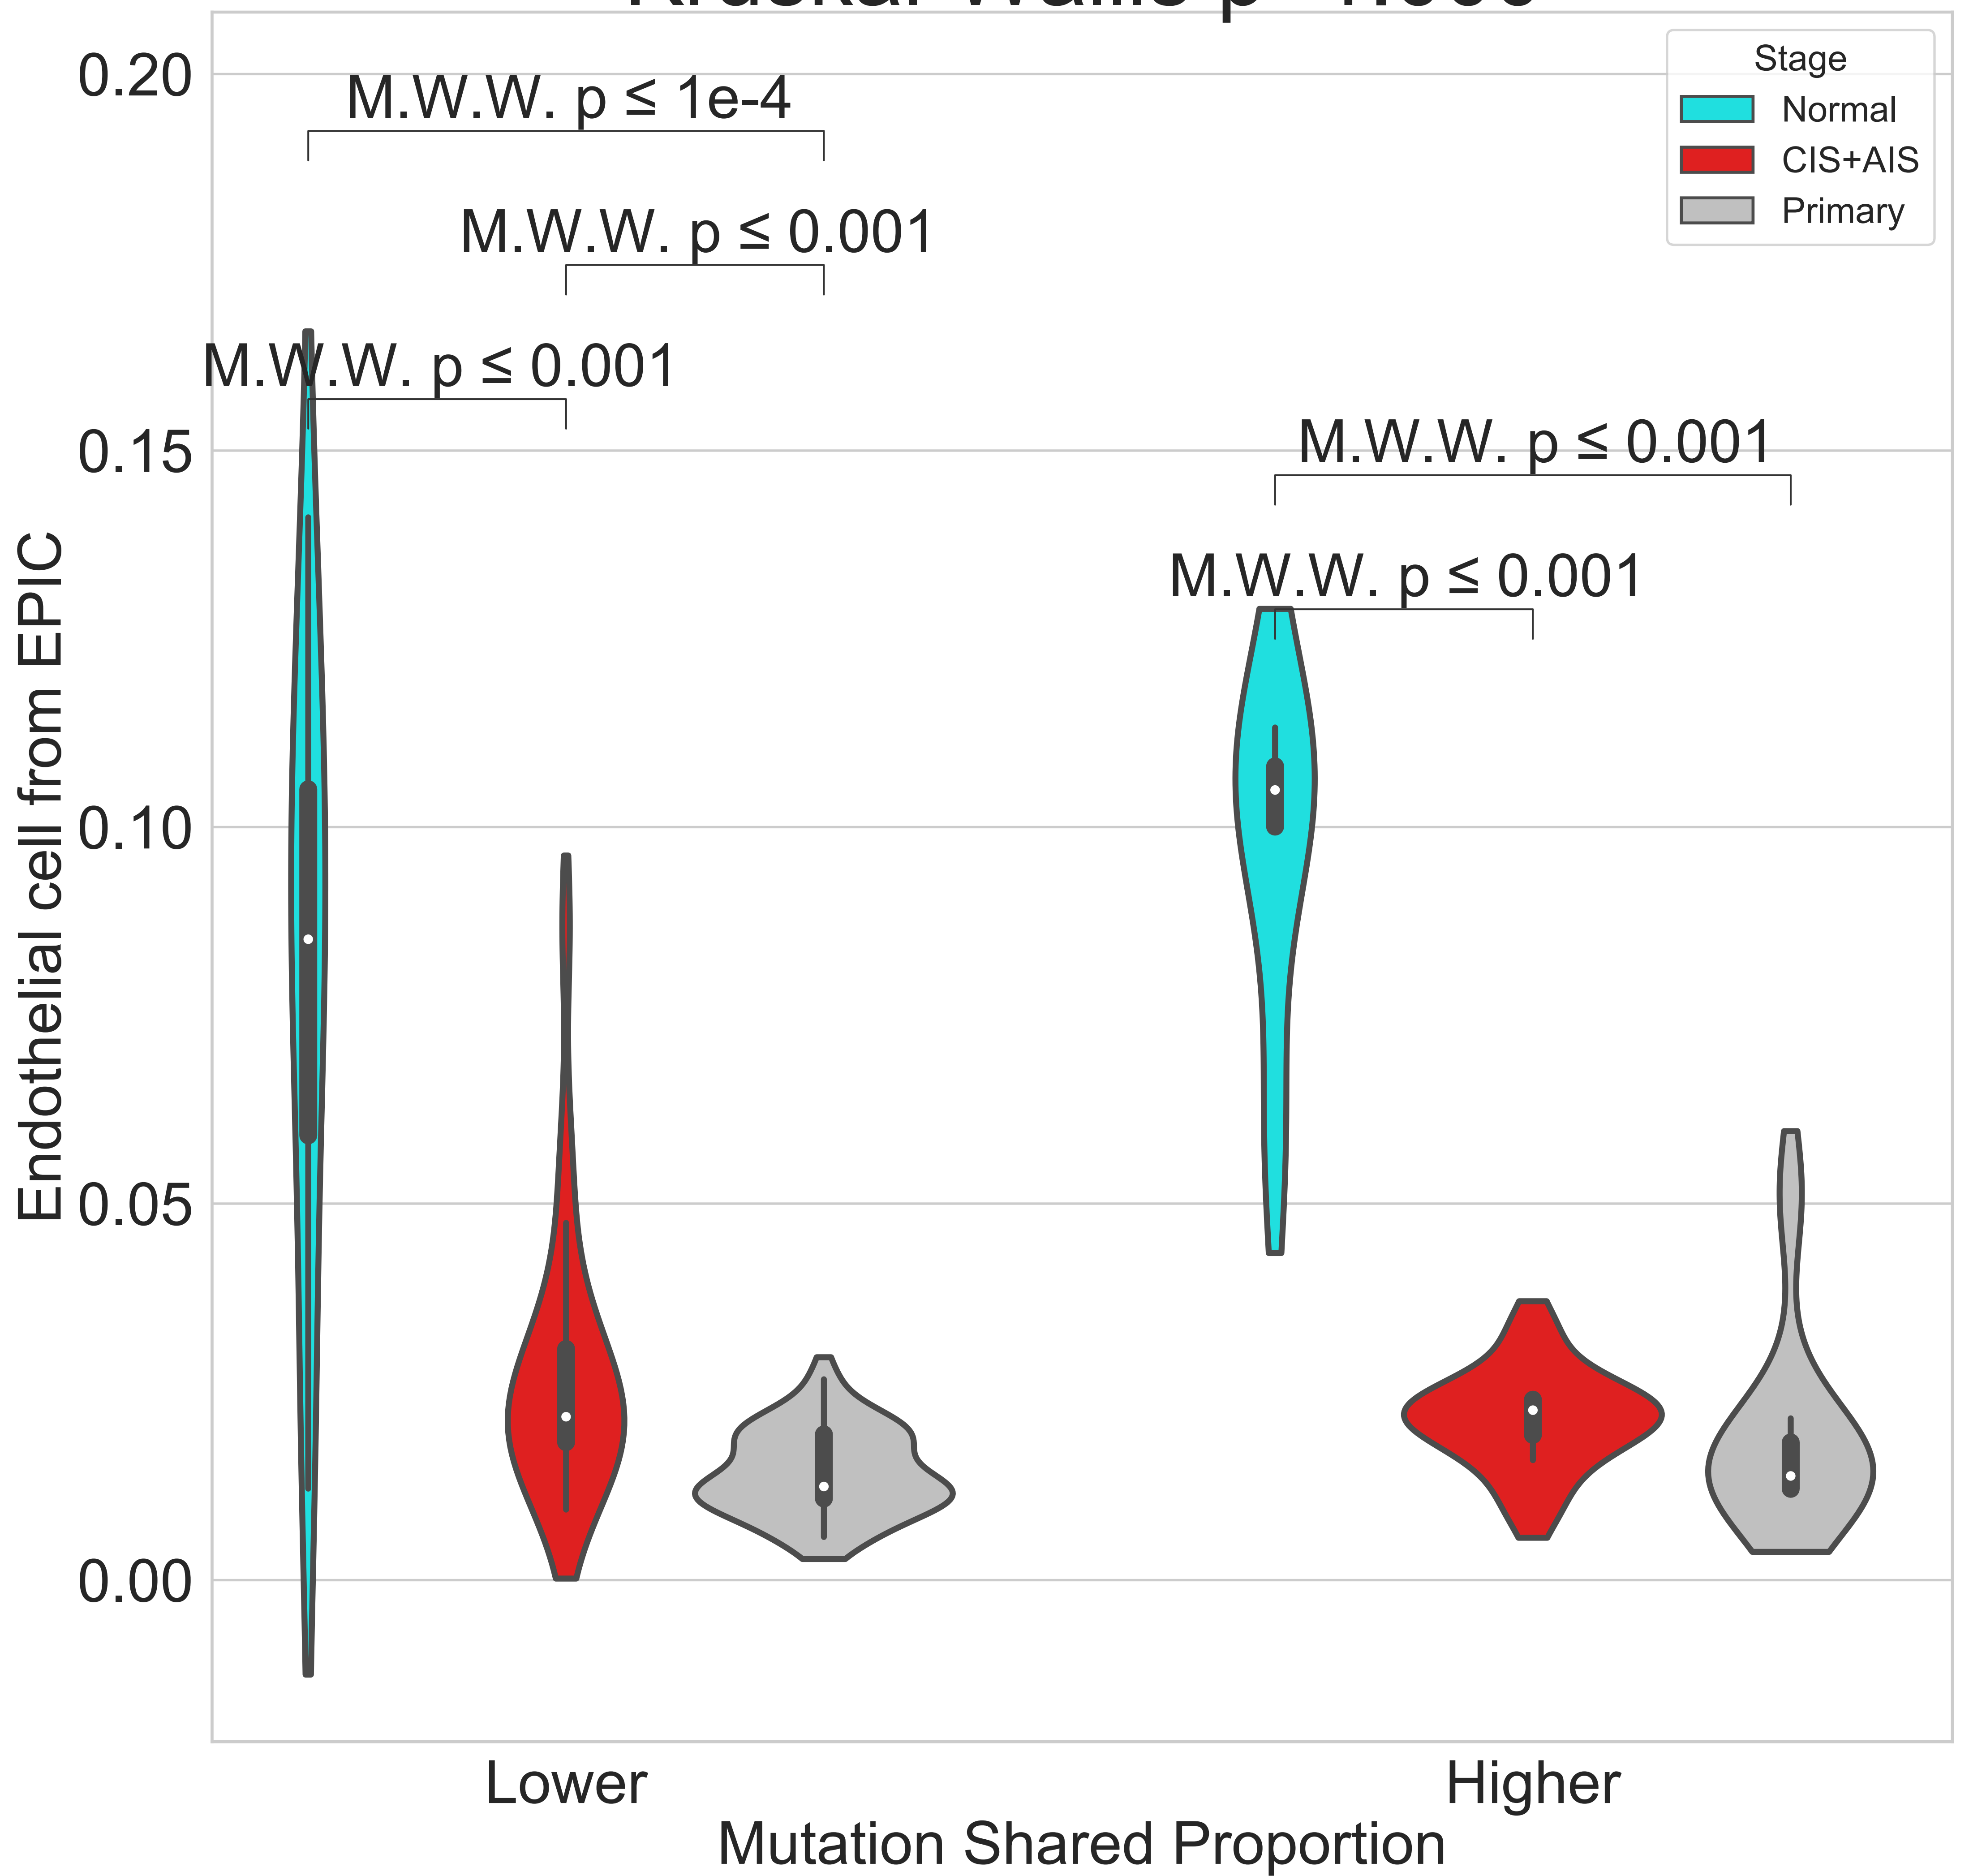 Stage
Normal
CIS+AIS
Primary
M.W.W. p ≤ 1e-4
M.W.W. p ≤ 0.001
M.W.W. p ≤ 0.001
M.W.W. p ≤ 0.001
M.W.W. p ≤ 0.001
0.20
0.15
0.10
0.05
0.00
Endothelial cell from EPIC
Lower
Higher
Mutation Shared Proportion